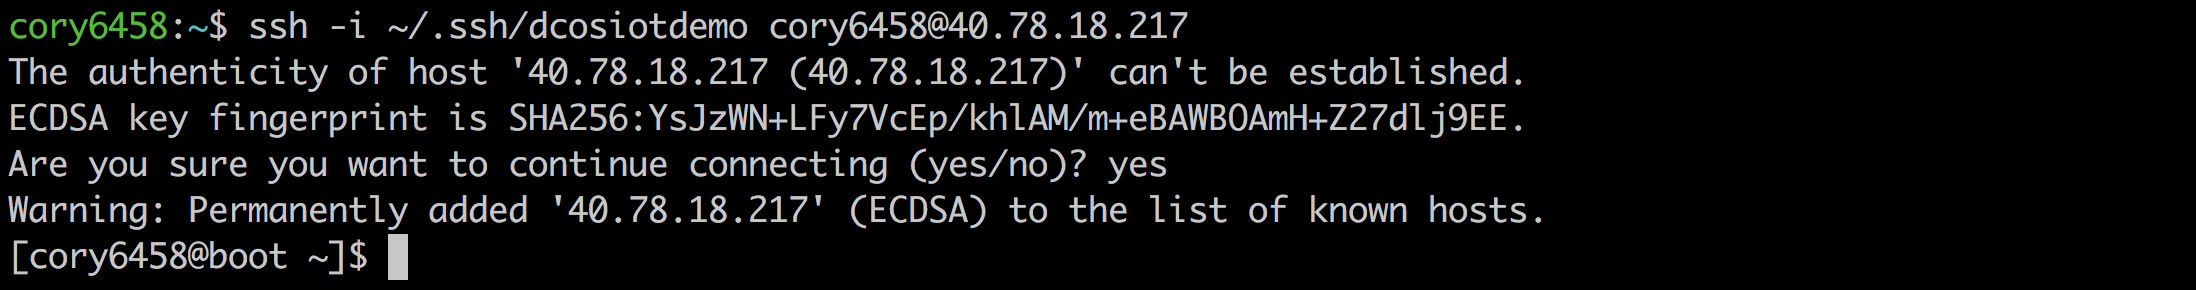 cory6458:~$ ssh -i ~/.ssh/dcosiotdemo cory6458@40.78.18.217
The authenticity of host '40.78.18.217 (40.78.18.217)' can't be established.
ECDSA key fingerprint is SHA256:YsJzWN+LFy7VcEp/khlAM/m+eBAWBOAmH+Z27dlj9EE.
Are you sure you want to continue connecting (yes/no)? yes
Warning: Permanently added '40.78.18.217' (ECDSA) to the list of known hosts.
[cory6458@boot ~]$